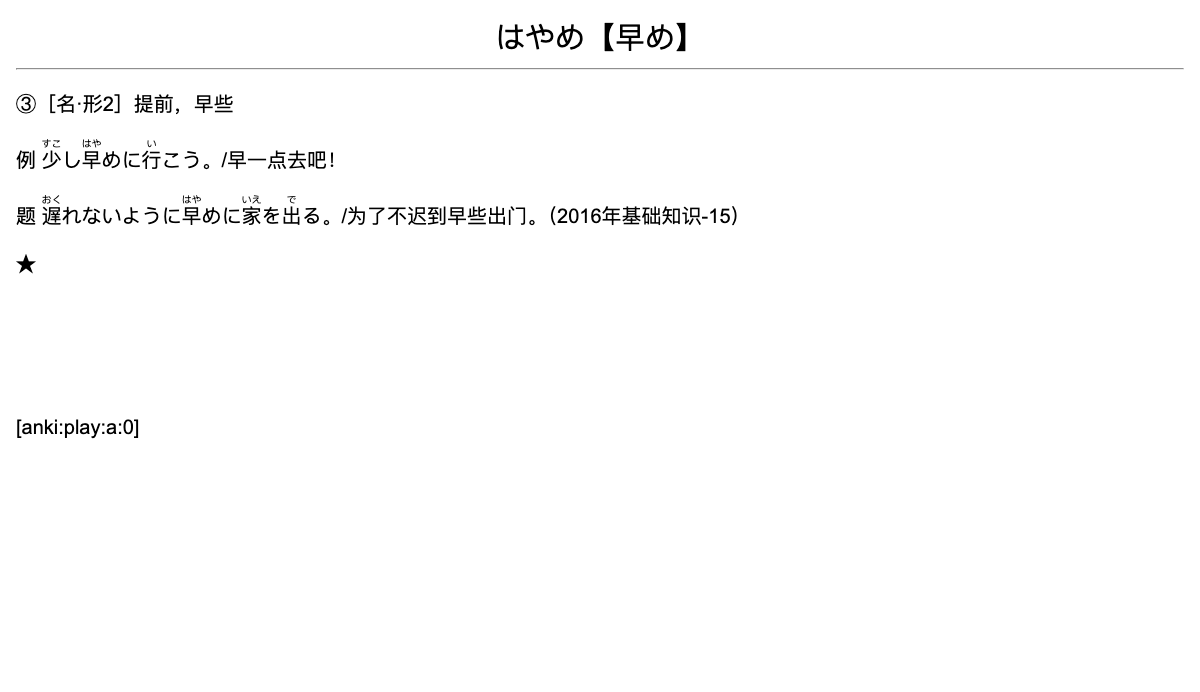 はやめ【早め】
③［名·形2］提前，早些
例 少し早めに行こう。/早一点去吧！
すこ はや い
题 遅れないように早めに家を出る。/为了不迟到早些出门。（2016年基础知识-15）
おく はや いえ で
★
[anki:play:a:0]